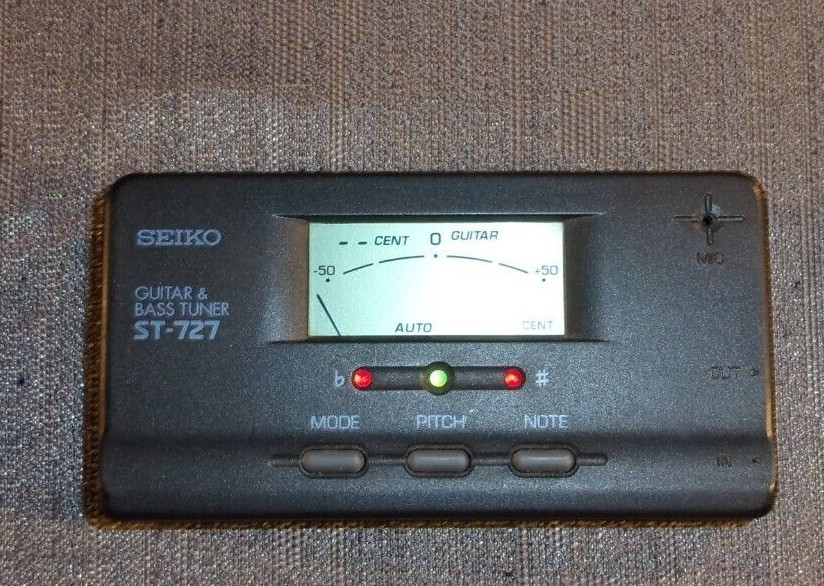 SEIKO
GUITAR &
BASS TUNER
ST-727
-- CENT 0 GUITAR
-50 +50
AUTO CENT
♭ ♯
MODE PITCH NOTE
MIC
OUT
IN